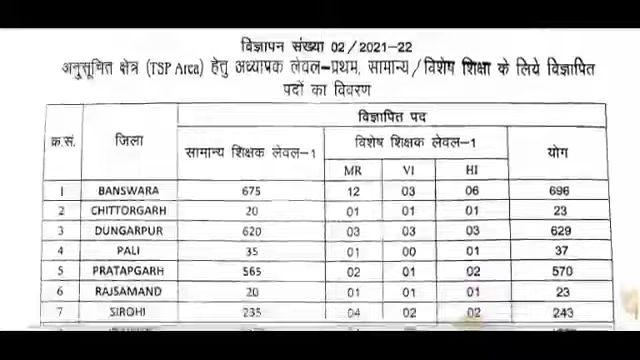 विज्ञापन संख्या 02/2021-22
अनुसूचित क्षेत्र (TSP Area) हेतु अध्यापक लेवल-प्रथम, सामान्य/विशेष शिक्षा के लिये विज्ञापित
पदों का विवरण
क्र.सं. जिला विज्ञापित पद
सामान्य शिक्षक लेवल-1 विशेष शिक्षक लेवल-1 योग
MR VI HI
1 BANSWARA 675 12 03 06 696
2 CHITTORGARH 20 01 01 01 23
3 DUNGARPUR 620 03 03 03 629
4 PALI 35 01 00 01 37
5 PRATAPGARH 565 02 01 02 570
6 RAJSAMAND 20 01 01 01 23
7 SIROHI 235 04 02 02 243